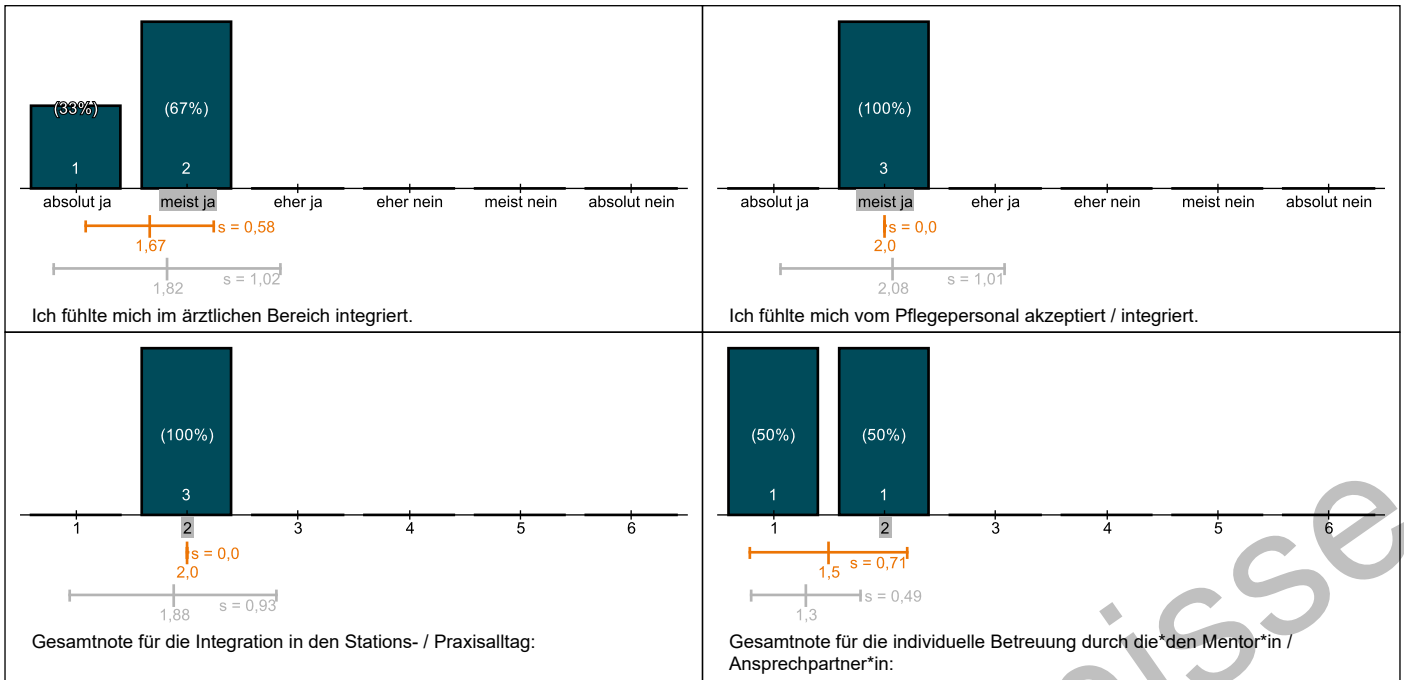 (33%)
(67%)
1
2
absolut ja
meist ja
eher ja
eher nein
meist nein
absolut nein
s = 0,58
1,67
s = 1,02
1,82
Ich fühlte mich im ärztlichen Bereich integriert.
(100%)
3
absolut ja
meist ja
eher ja
eher nein
meist nein
absolut nein
s = 0,0
2,0
s = 1,01
2,08
Ich fühlte mich vom Pflegepersonal akzeptiert / integriert.
(100%)
3
1
2
3
4
5
6
s = 0,0
2,0
s = 0,93
1,88
Gesamtnote für die Integration in den Stations- / Praxisalltag:
(50%)
(50%)
1
1
1
2
3
4
5
6
s = 0,71
1,5
s = 0,49
1,3
Gesamtnote für die individuelle Betreuung durch die*den Mentor*in /
Ansprechpartner*in:
isse